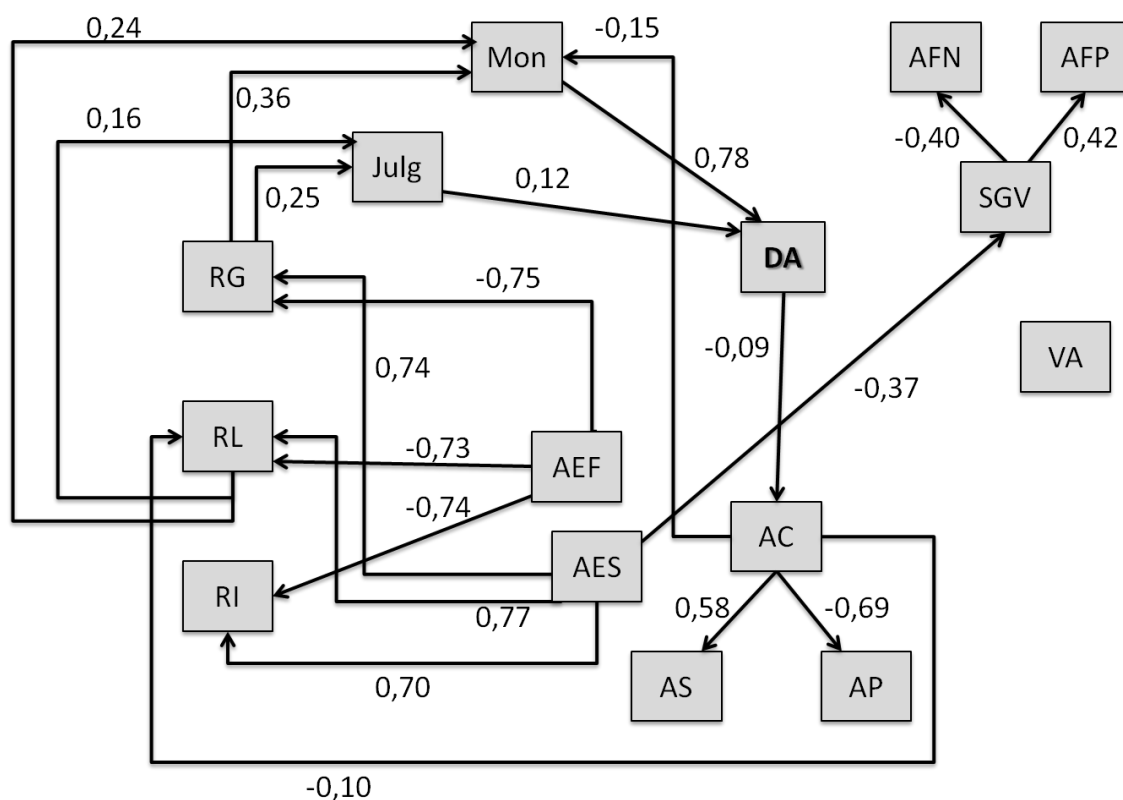 0,24
Mon
-0,15
AFN
AFP
0,36
0,16
Julg
0,78
-0,40
0,42
0,12
SGV
0,25
RG
DA
-0,75
-0,09
VA
0,74
-0,37
RL
-0,73
AEF
-0,74
AC
AES
RI
0,77
0,58
-0,69
0,70
AS
AP
-0,10